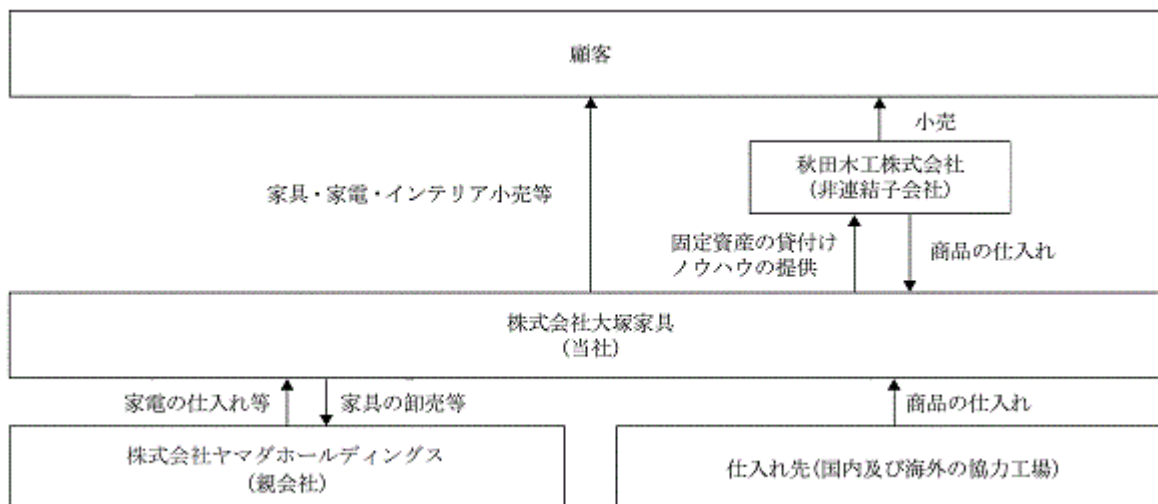 顧客
小売
秋田木工株式会社
(非連結子会社)
家具・家電・インテリア小売等
固定資産の貸付け
ノウハウの提供
商品の仕入れ
株式会社大塚家具
(当社)
家電の仕入れ等
家具の卸売等
商品の仕入れ
株式会社ヤマダホールディングス
(親会社)
仕入れ先(国内及び海外の協力工場)